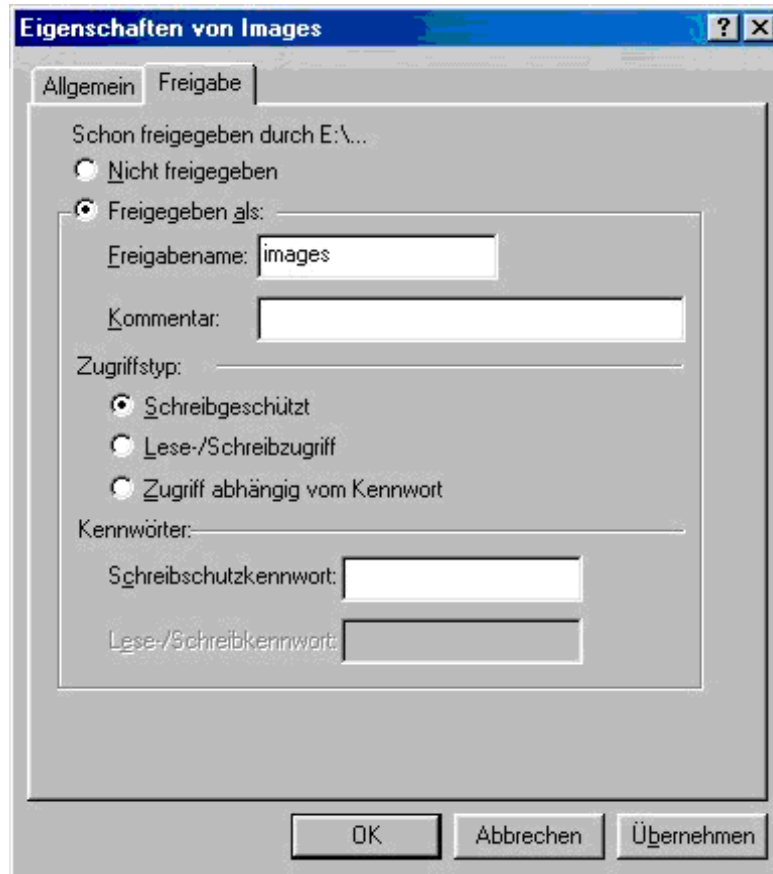 Eigenschaften von Images
Allgemein Freigabe
Schon freigegeben durch E:\...
Nicht freigegeben
Freigegeben als:
Freigabename: images
Kommentar:
Zugriffstyp:
Schreibgeschützt
Lese-/Schreibzugriff
Zugriff abhängig vom Kennwort
Kennwörter:
Schreibschutzkennwort:
Lese-/Schreibkennwort:
OK Abbrechen Übernehmen